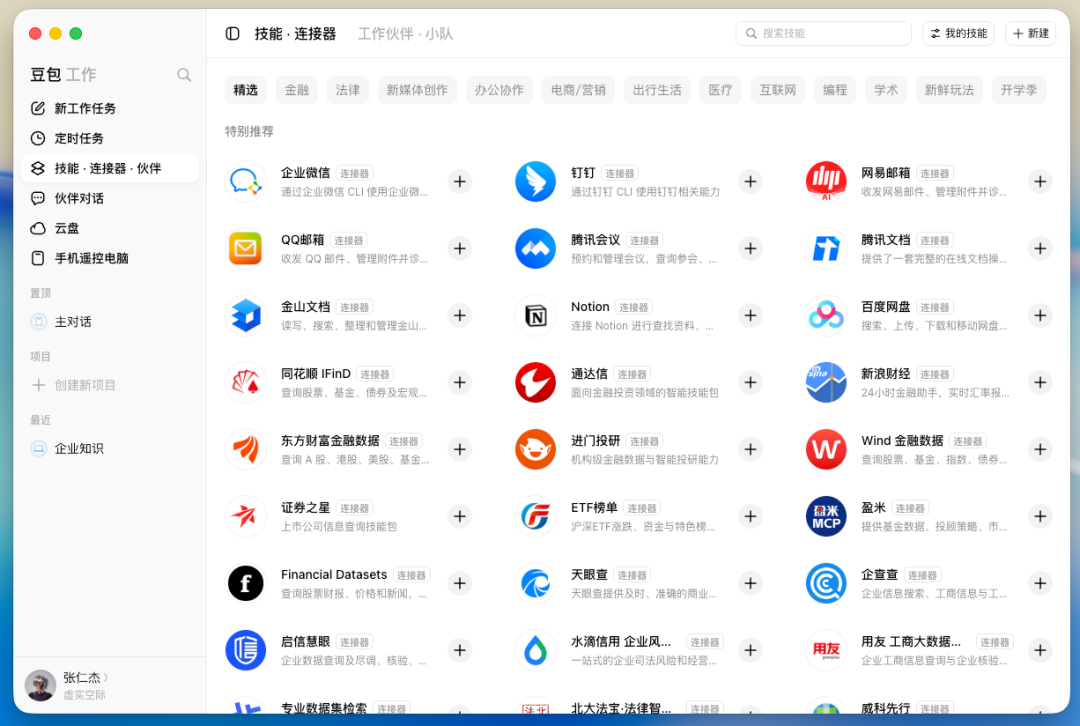 技能 · 连接器 工作伙伴 · 小队
搜索技能
我的技能
新建
豆包 工作
新工作任务
定时任务
技能 · 连接器 · 伙伴
伙伴对话
云盘
手机遥控电脑
置顶
主对话
项目
创建新项目
最近
企业知识
张仁杰
虚实空际
精选 金融 法律 新媒体创作 办公协作 电商/营销 出行生活 医疗 互联网 编程 学术 新鲜玩法 开学季
特别推荐
企业微信 连接器
通过企业微信 CLI 使用企业微...
钉钉 连接器
通过钉钉 CLI 使用钉钉相关能力
网易邮箱 连接器
收发网易邮件、管理附件并诊...
QQ邮箱 连接器
收发 QQ 邮件、管理附件并诊...
腾讯会议 连接器
预约和管理会议，查询参会、...
腾讯文档 连接器
提供了一套完整的在线文档操...
金山文档 连接器
读写、搜索、整理和管理金山...
Notion 连接器
连接 Notion 进行查找资料、...
百度网盘 连接器
搜索、上传、下载和移动网盘...
同花顺 IFinD 连接器
查询股票、基金、债券及宏观...
通达信 连接器
面向金融投资领域的智能技能包
sina
新浪财经 连接器
24小时金融助手，实时汇率报...
东方财富金融数据 连接器
查询 A 股、港股、美股、基金...
进门投研 连接器
机构级金融数据与智能投研能力
W
Wind 金融数据 连接器
查询股票、基金、指数、债券...
证券之星 连接器
上市公司信息查询技能包
ETF榜单 连接器
沪深ETF涨跌、资金与特色榜...
盈米
MCP
盈米 连接器
提供基金数据、投顾策略、市...
f
Financial Datasets 连接器
查询股票财报、价格和新闻，...
天眼查 连接器
天眼查提供及时、准确的商业...
企查查 连接器
企业信息搜索、工商信息与工...
启信慧眼 连接器
企业数据查询及尽调、核验、...
水滴信用 企业风... 连接器
一站式的企业司法风险和经营...
用友
yonyou
用友 工商大数据... 连接器
企业工商信息查询与企业核验...
专业数据集检索 连接器
法北
北大法宝·法律智... 连接器
威科先行 连接器